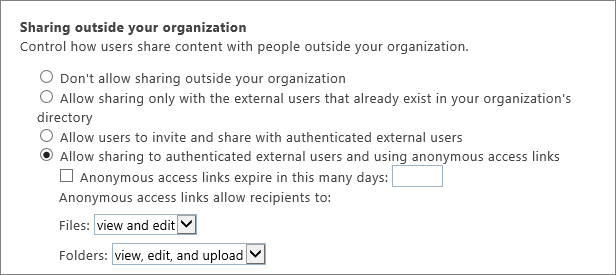 Sharing outside your organization
Control how users share content with people outside your organization.
Don't allow sharing outside your organization
Allow sharing only with the external users that already exist in your organization's
directory
Allow users to invite and share with authenticated external users
Allow sharing to authenticated external users and using anonymous access links
Anonymous access links expire in this many days:
Anonymous access links allow recipients to:
Files: view and edit
Folders: view, edit, and upload